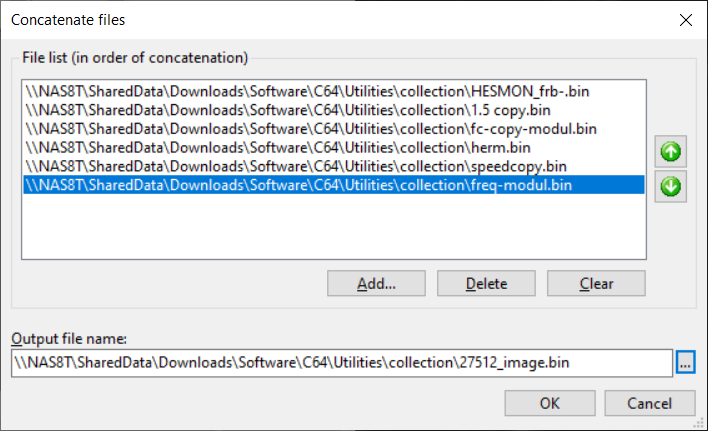 Concatenate files
File list (in order of concatenation)
\\NAS8T\SharedData\Downloads\Software\C64\Utilities\collection\HESMON_frb-.bin
\\NAS8T\SharedData\Downloads\Software\C64\Utilities\collection\1.5 copy.bin
\\NAS8T\SharedData\Downloads\Software\C64\Utilities\collection\fc-copy-modul.bin
\\NAS8T\SharedData\Downloads\Software\C64\Utilities\collection\herm.bin
\\NAS8T\SharedData\Downloads\Software\C64\Utilities\collection\speedcopy.bin
\\NAS8T\SharedData\Downloads\Software\C64\Utilities\collection\freq-modul.bin
Add... Delete Clear
Output file name:
\\NAS8T\SharedData\Downloads\Software\C64\Utilities\collection\27512_image.bin ...
OK Cancel